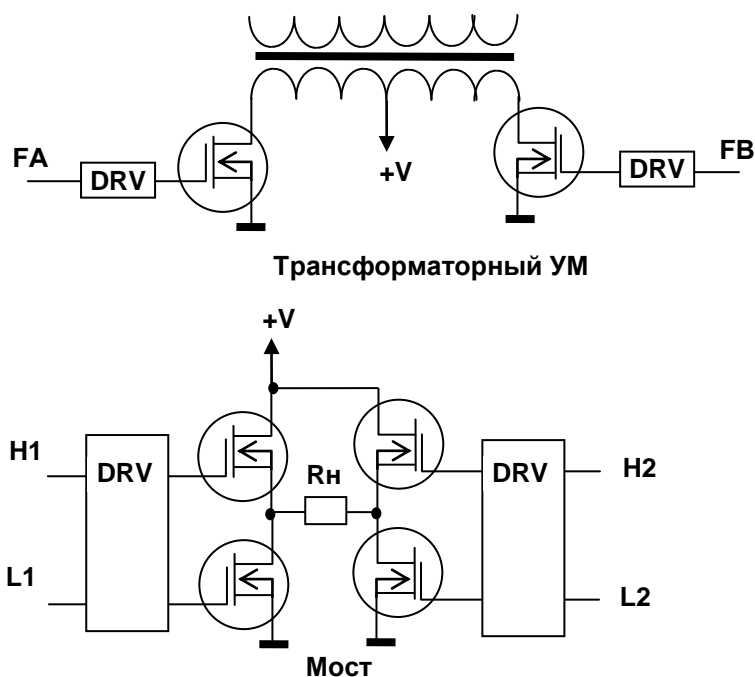 FA
DRV
+V
DRV
FB
Трансформаторный УМ
+V
H1
DRV
Rн
DRV
H2
L1
L2
Мост